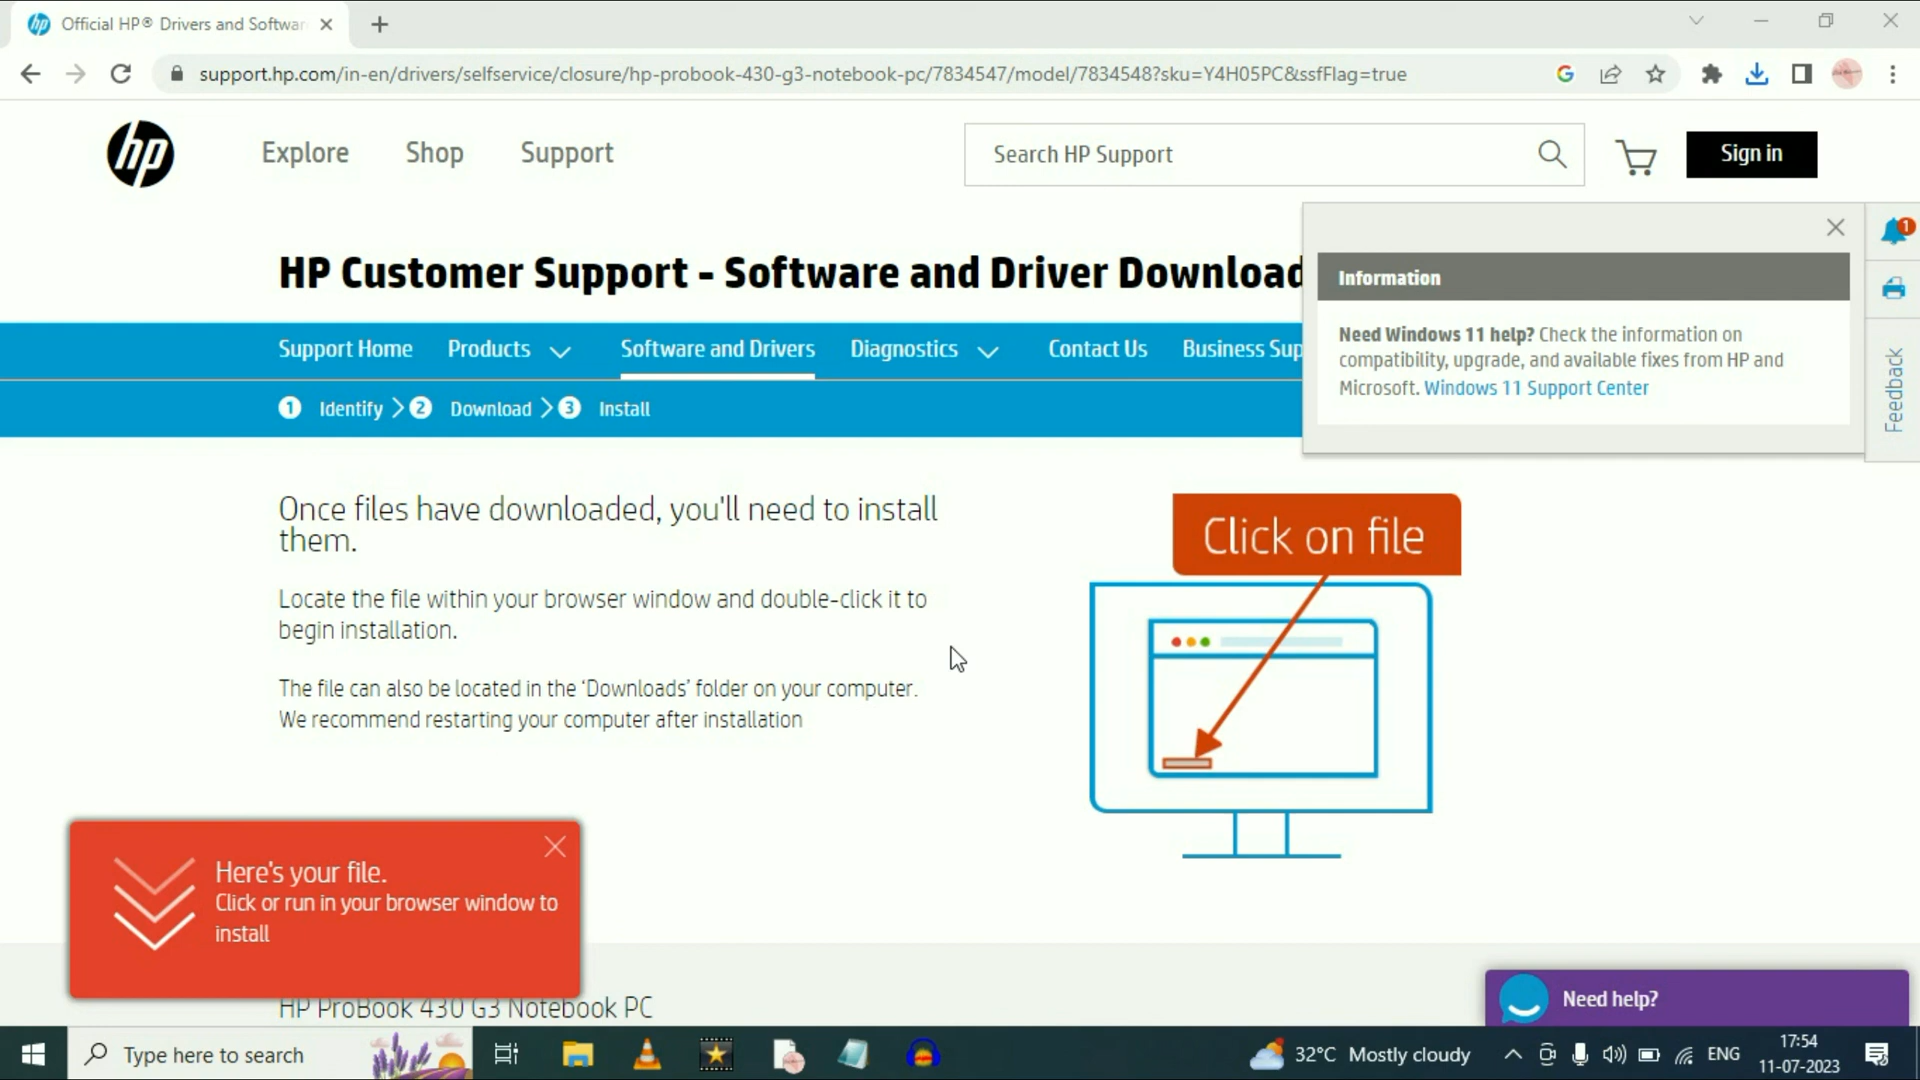 Official HP® Drivers and Softwar
support.hp.com/in-en/drivers/selfservice/closure/hp-probook-430-g3-notebook-pc/7834547/model/7834548?sku=Y4H05PC&ssfFlag=true
hp
Explore
Shop
Support
Search HP Support
Sign in
HP Customer Support - Software and Driver Download
1
Information
Need Windows 11 help? Check the information on
compatibility, upgrade, and available fixes from HP and
Microsoft. Windows 11 Support Center
Feedback
Support Home
Products
Software and Drivers
Diagnostics
Contact Us
Business Sup
1 Identify
2 Download
3 Install
Once files have downloaded, you'll need to install
them.
Locate the file within your browser window and double-click it to
begin installation.
The file can also be located in the ‘Downloads’ folder on your computer.
We recommend restarting your computer after installation
Click on file
Here's your file.
Click or run in your browser window to
install
HP ProBook 430 G3 Notebook PC
Need help?
Type here to search
32°C Mostly cloudy
ENG
17:54
11-07-2023